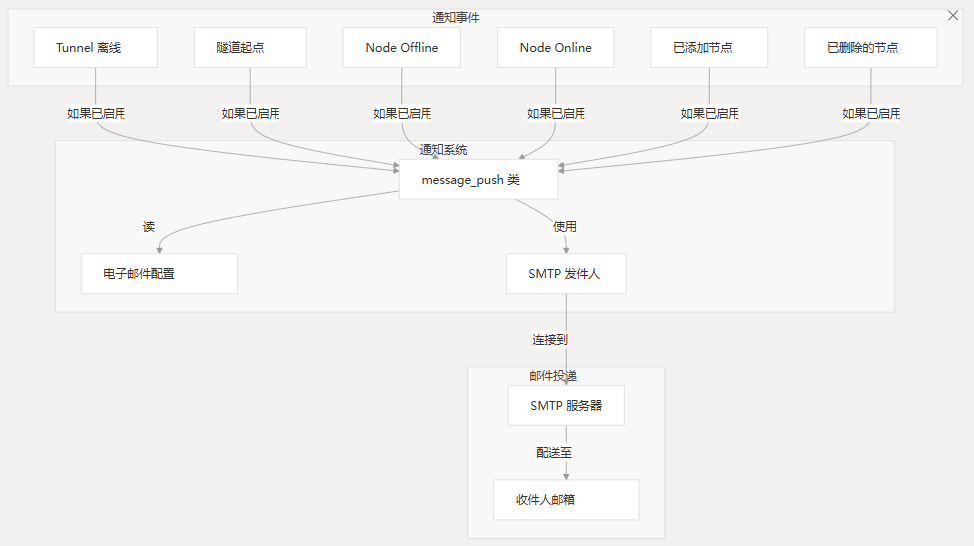 通知事件
Tunnel 离线
隧道起点
Node Offline
Node Online
已添加节点
已删除的节点
如果已启用
如果已启用
如果已启用
如果已启用
如果已启用
如果已启用
通知系统
message_push 类
读
使用
电子邮件配置
SMTP 发件人
连接到
邮件投递
SMTP 服务器
配送至
收件人邮箱